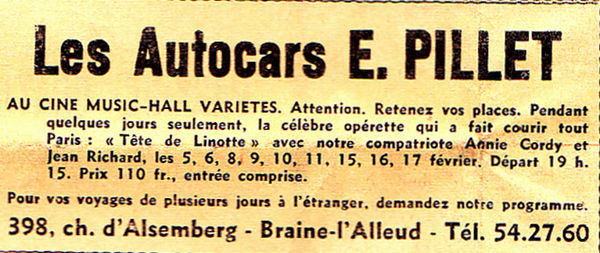 Les Autocars E. PILLET
AU CINE MUSIC-HALL VARIETES. Attention. Retenez vos places. Pendant
quelques jours seulement, la célèbre opérette qui a fait courir tout
Paris : « Tête de Linotte » avec notre compatriote Annie Cordy et
Jean Richard, les 5, 6, 8, 9, 10, 11, 15, 16, 17 février. Départ 19 h.
15. Prix 110 fr., entrée comprise.
Pour vos voyages de plusieurs jours à l'étranger, demandez notre programme.
398, ch. d'Alsemberg - Braine-l'Alleud - Tél. 54.27.60